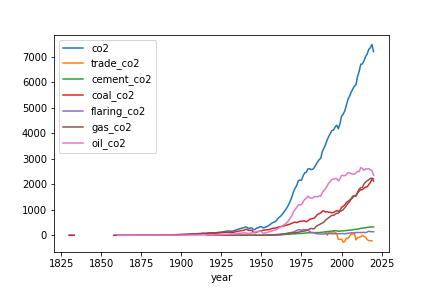 7000
6000
5000
4000
3000
2000
1000
0
co2
trade_co2
cement_co2
coal_co2
flaring_co2
gas_co2
oil_co2
1825 1850 1875 1900 1925 1950 1975 2000 2025
year